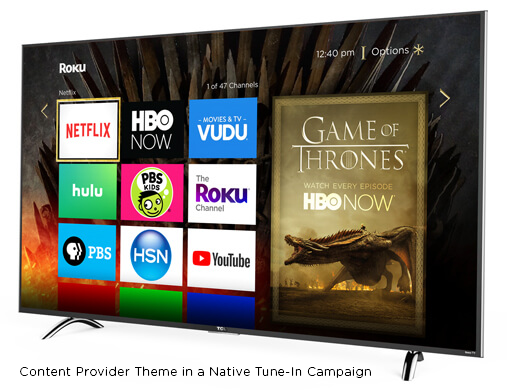 12:40 pm | Options *
Roku
Netflix
1 of 47 Channels
NETFLIX
HBO
NOW
- MOVIES & TV -
VUDU
hulu
PBS
KIDS
The
Roku
Channel
PBS
HSN
YouTube
GAME OF
THRONES
WATCH EVERY EPISODE
HBO NOW
TCL
Content Provider Theme in a Native Tune-In Campaign